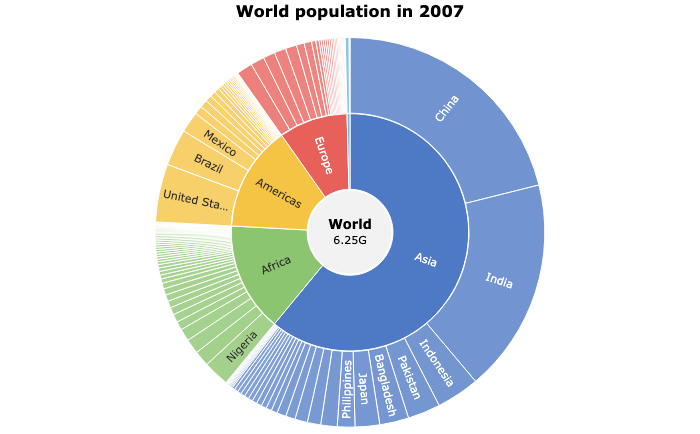 World population in 2007
China
India
Indonesia
Pakistan
Bangladesh
Japan
Philippines
Nigeria
United Sta...
Brazil
Mexico
Asia
Africa
Americas
Europe
World
6.25G